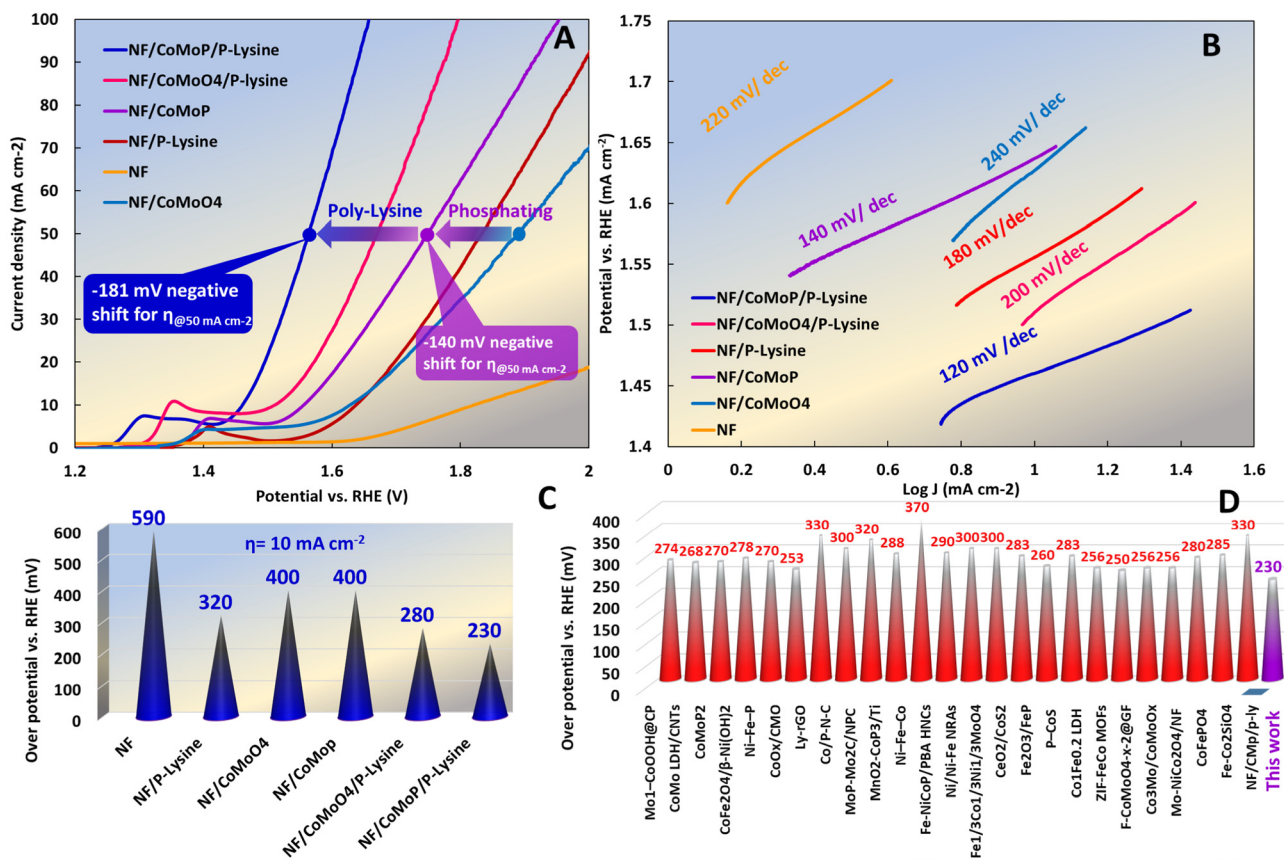 A
100
90
80
70
60
50
40
30
20
10
0
Current density (mA cm-2)
NF/CoMoP/P-Lysine
NF/CoMoO4/P-lysine
NF/CoMoP
NF/P-Lysine
NF
NF/CoMoO4
Poly-Lysine
Phosphating
-181 mV negative
shift for η@50 mA cm-2
-140 mV negative
shift for η@50 mA cm-2
1.2
1.4
1.6
1.8
2
Potential vs. RHE (V)
B
1.75
1.7
1.65
1.6
1.55
1.5
1.45
1.4
Potential vs. RHE (mA cm-2)
220 mV/ dec
240 mV/ dec
140 mV/ dec
180 mV/dec
200 mV/dec
120 mV /dec
NF/CoMoP/P-Lysine
NF/CoMoO4/P-Lysine
NF/P-Lysine
NF/CoMoP
NF/CoMoO4
NF
0
0.2
0.4
0.6
0.8
1
1.2
1.4
1.6
Log J (mA cm-2)
C
600
500
400
300
200
100
0
Over potential vs. RHE (mV)
η= 10 mA cm-2
590
320
400
400
280
230
NF
NF/P-Lysine
NF/CoMoO4
NF/CoMop
NF/CoMoO4/P-Lysine
NF/CoMoP/P-Lysine
D
400
350
300
250
200
150
100
50
0
Over potential vs. RHE (mV)
274
268
270
278
270
253
330
300
320
288
370
290
300
300
283
260
283
256
250
256
256
280
285
330
230
Mo1–CoOOH@CP
CoMo LDH/CNTs
CoMoP2
CoFe2O4/β-Ni(OH)2
Ni–Fe–P
CoOx/CMO
Ly-rGO
Co/P-N-C
MoP-Mo2C/NPC
MnO2-CoP3/Ti
Ni–Fe–Co
Fe-NiCoP/PBA HNCs
Ni/Ni-Fe NRAs
Fe1/3Co1/3Ni1/3MoO4
CeO2/CoS2
Fe2O3/FeP
P–CoS
Co1FeO.2 LDH
ZIF-FeCo MOFs
F-CoMoO4-x-2@GF
Co3Mo/CoMoOx
Mo-NiCo2O4/NF
CoFePO4
Fe-Co2SiO4
NF/CMp/p-ly
This work